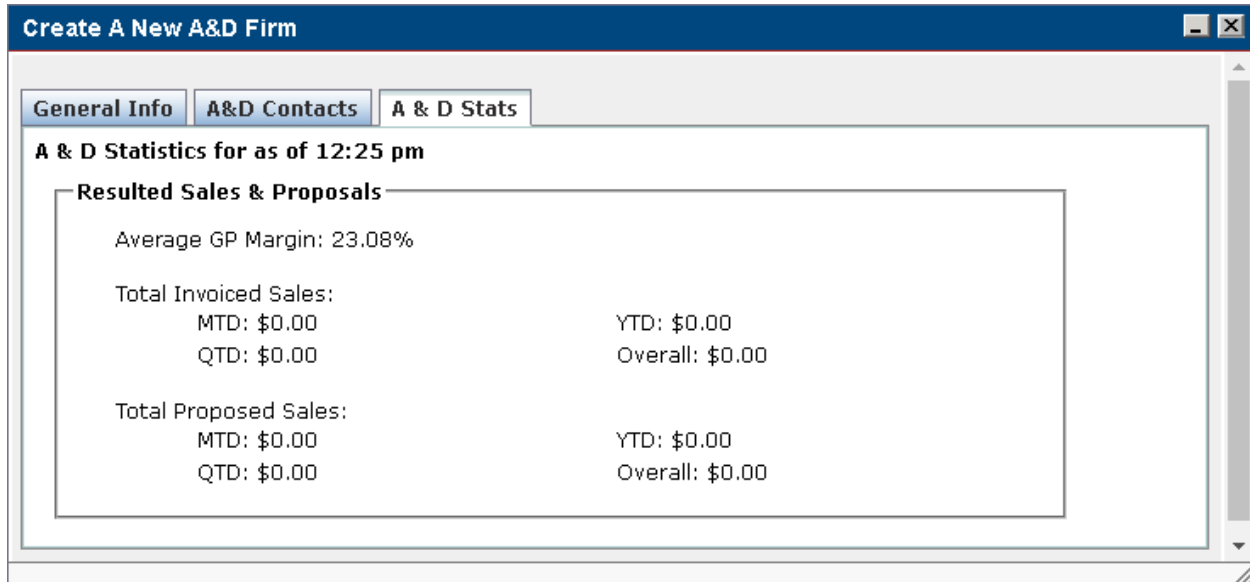 Create A New A&D Firm
General Info A&D Contacts A & D Stats
A & D Statistics for as of 12:25 pm
Resulted Sales & Proposals
Average GP Margin: 23.08%
Total Invoiced Sales:
MTD: $0.00 YTD: $0.00
QTD: $0.00 Overall: $0.00
Total Proposed Sales:
MTD: $0.00 YTD: $0.00
QTD: $0.00 Overall: $0.00